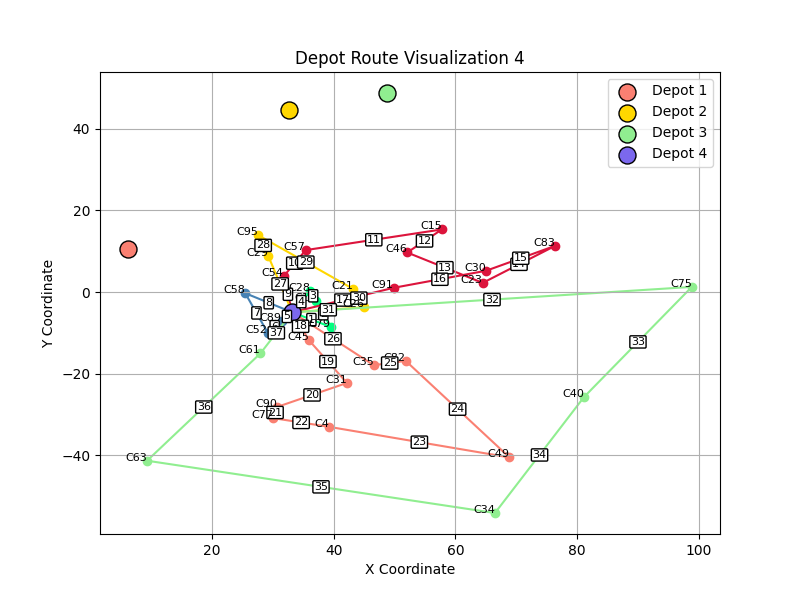 Depot Route Visualization 4
Depot 1
Depot 2
Depot 3
Depot 4
Y Coordinate
40
20
0
−20
−40
C15
C95
28
11
12
C57
C46
C83
C29
29
15
13
C30
C54
16
C23
27
C91
C75
C58
C28
C21
9
3
8
4
17
30
32
7
31
5
C89
1
C52
37
18
C79
C45
26
33
C61
19
C35
25
C82
C31
20
C40
36
C90
21
24
C77
22
C4
23
C49
34
C63
35
C34
20
40
60
80
100
X Coordinate